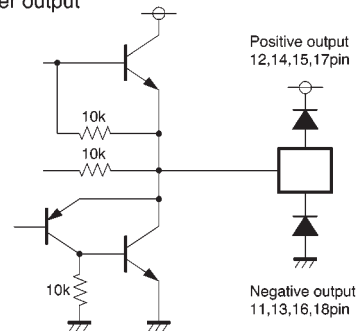 er output
Positive output
12,14,15,17pin
10k
10k
10k
Negative output
11,13,16,18pin